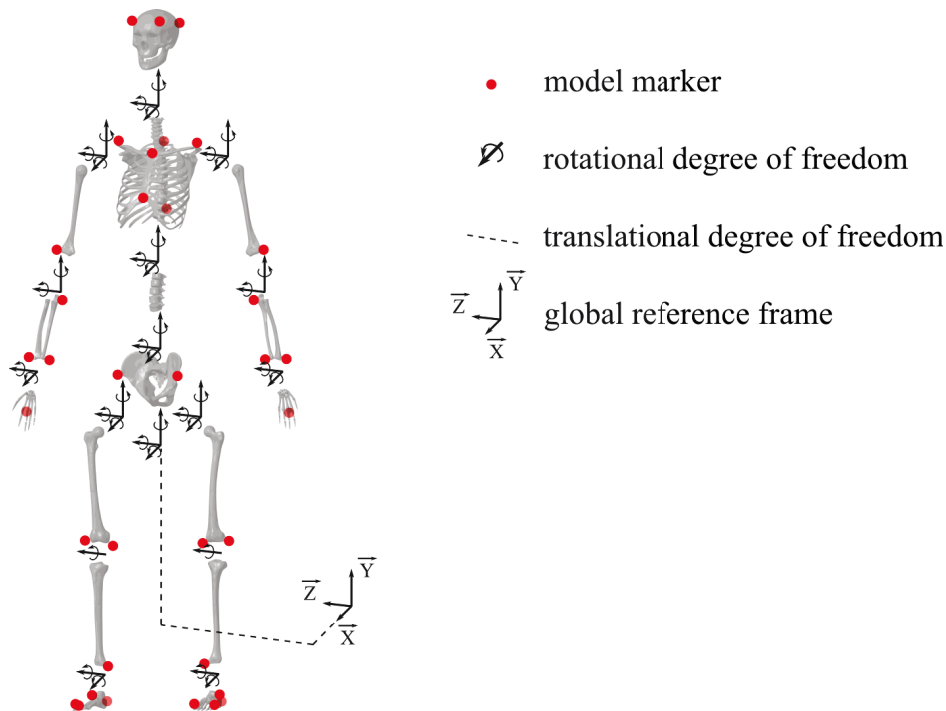 model marker
rotational degree of freedom
translational degree of freedom
Y
Z
X
global reference frame
Y
Z
X